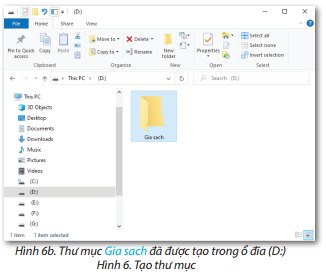 (D:)
File Home Share View
Pin to Quick access
Copy
Paste
Move to
Copy to
Delete
Rename
New folder
Properties
Select all
Select none
Invert selection
Clipboard Organize New Open Select
This PC > (D:)
Search (D:)
This PC
3D Objects
Desktop
Documents
Downloads
Music
Pictures
Videos
(C:)
(D:)
(E:)
(F:)
(G:)
Gia sach
1 item 1 item selected
Hình 6b. Thư mục Gia sach đã được tạo trong ổ đĩa (D:)
Hình 6. Tạo thư mục